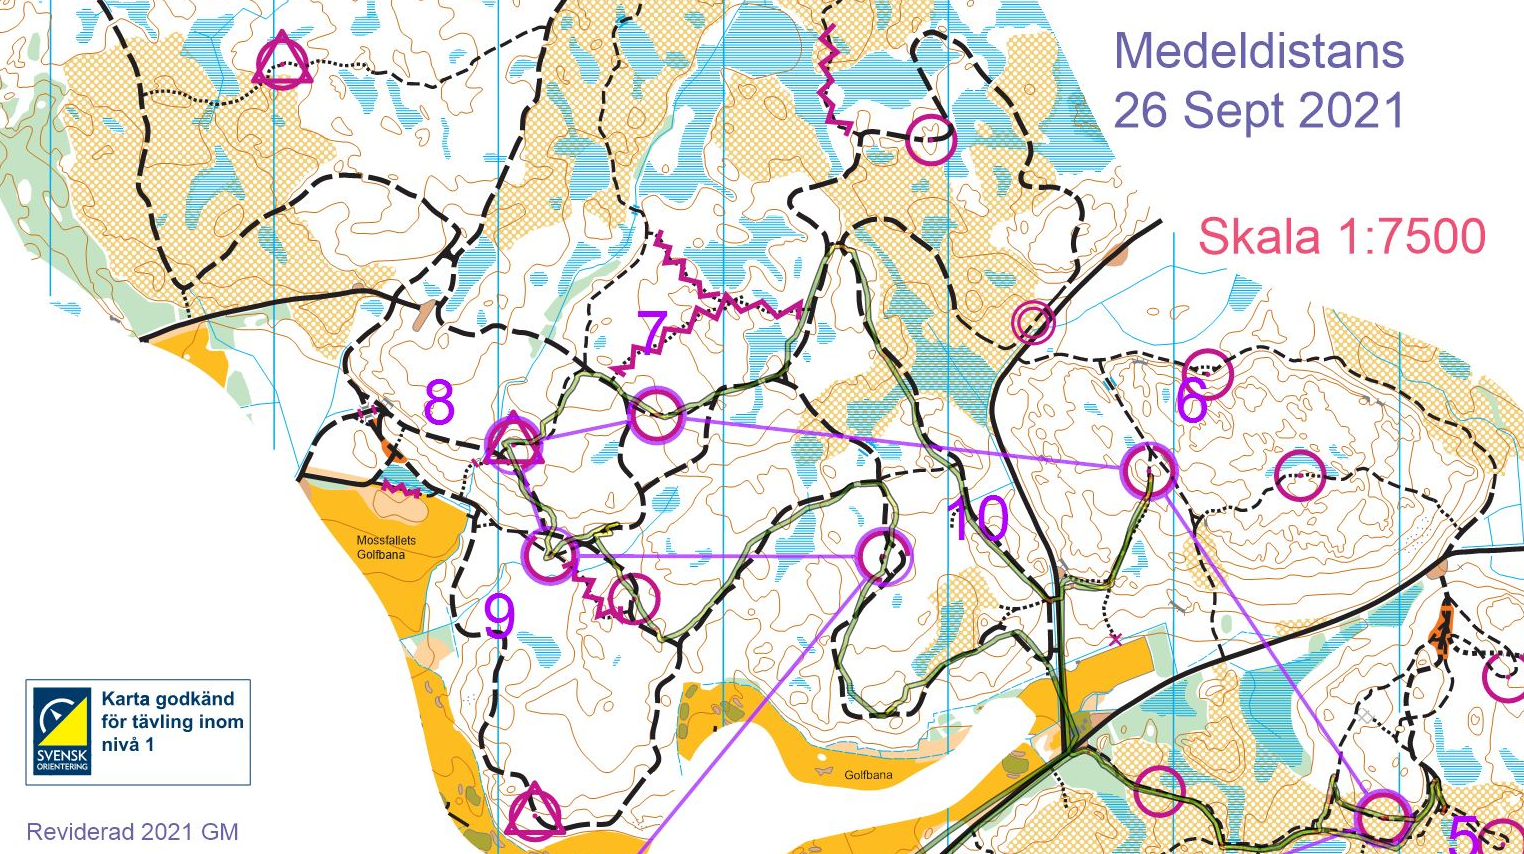 Medeldistans
26 Sept 2021
Skala 1:7500
7
8
6
10
Mossfallets
Golfbana
9
Karta godkänd
för tävling inom
nivå 1
SVENSK
ORIENTERING
Golfbana
Reviderad 2021 GM
5